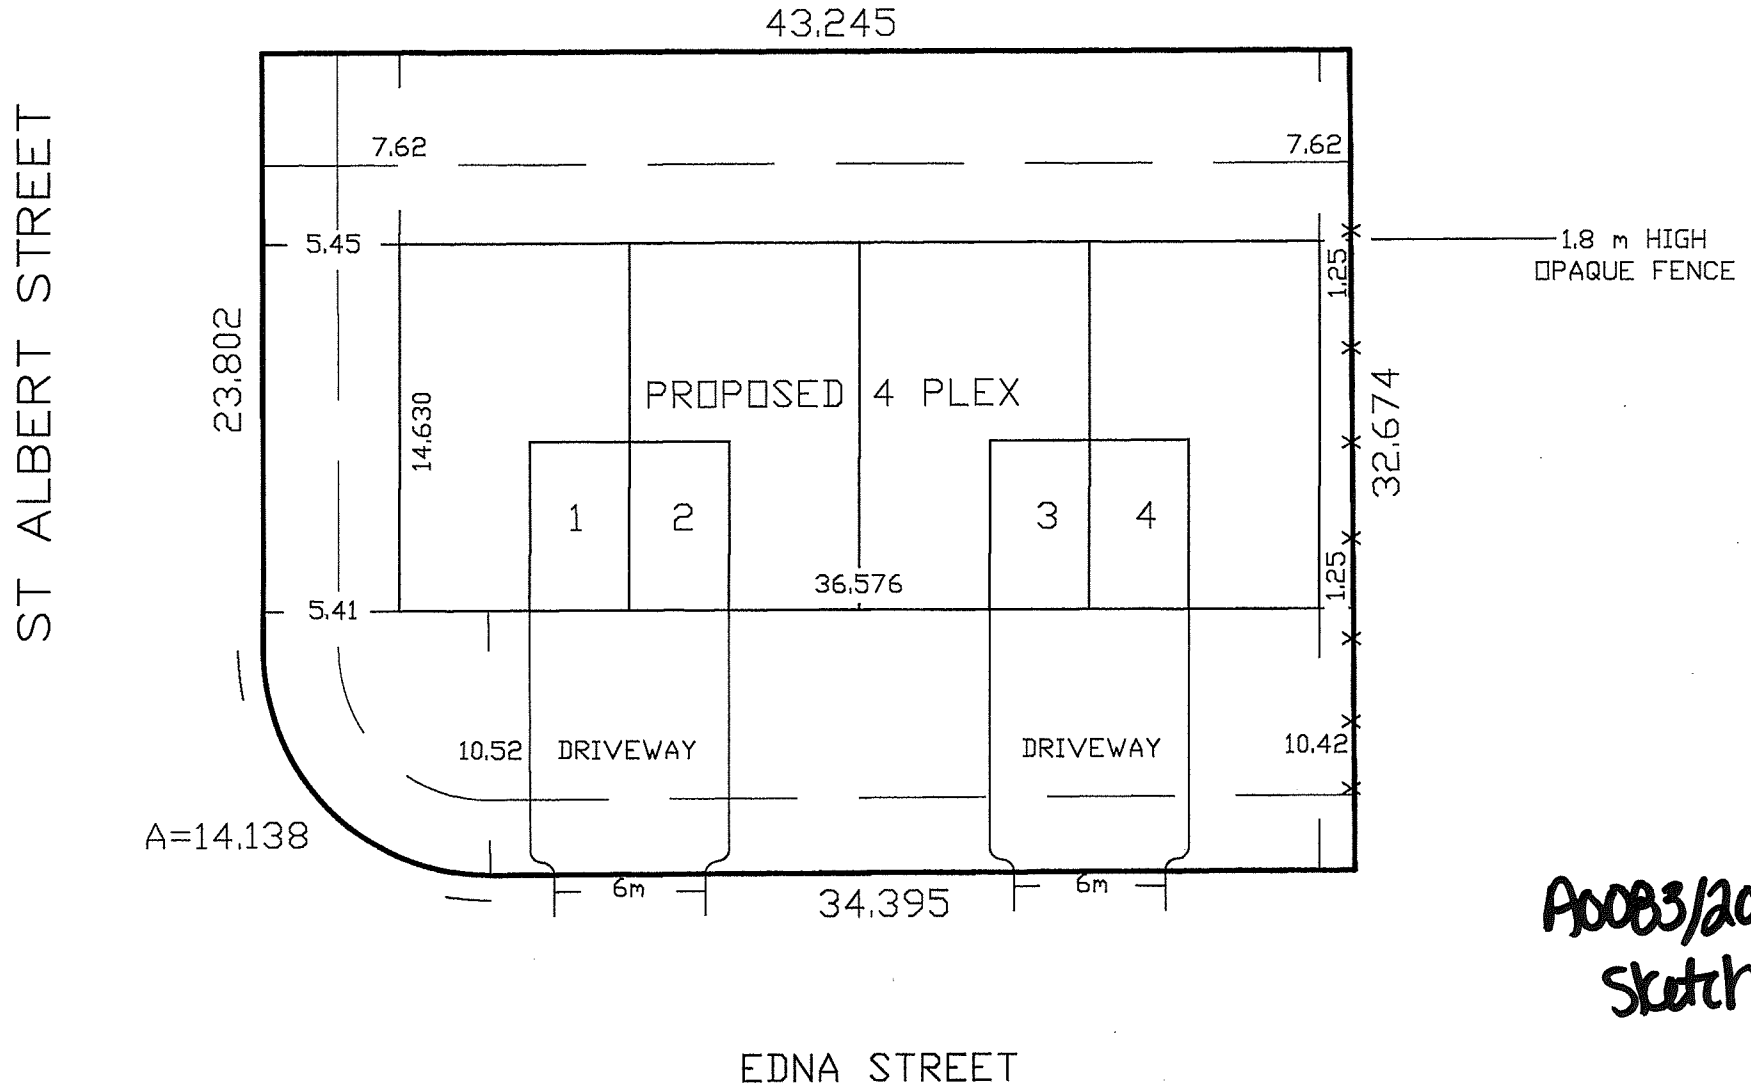 43.245
ST ALBERT STREET
7.62
7.62
5.45
1.25
1.8 m HIGH
OPAQUE FENCE
23.802
PROPOSED 4 PLEX
14.630
32.674
1
2
3
4
36.576
1.25
5.41
10.52
DRIVEWAY
DRIVEWAY
10.42
A=14.138
6m
34.395
6m
A0083/20
Sketch
EDNA STREET